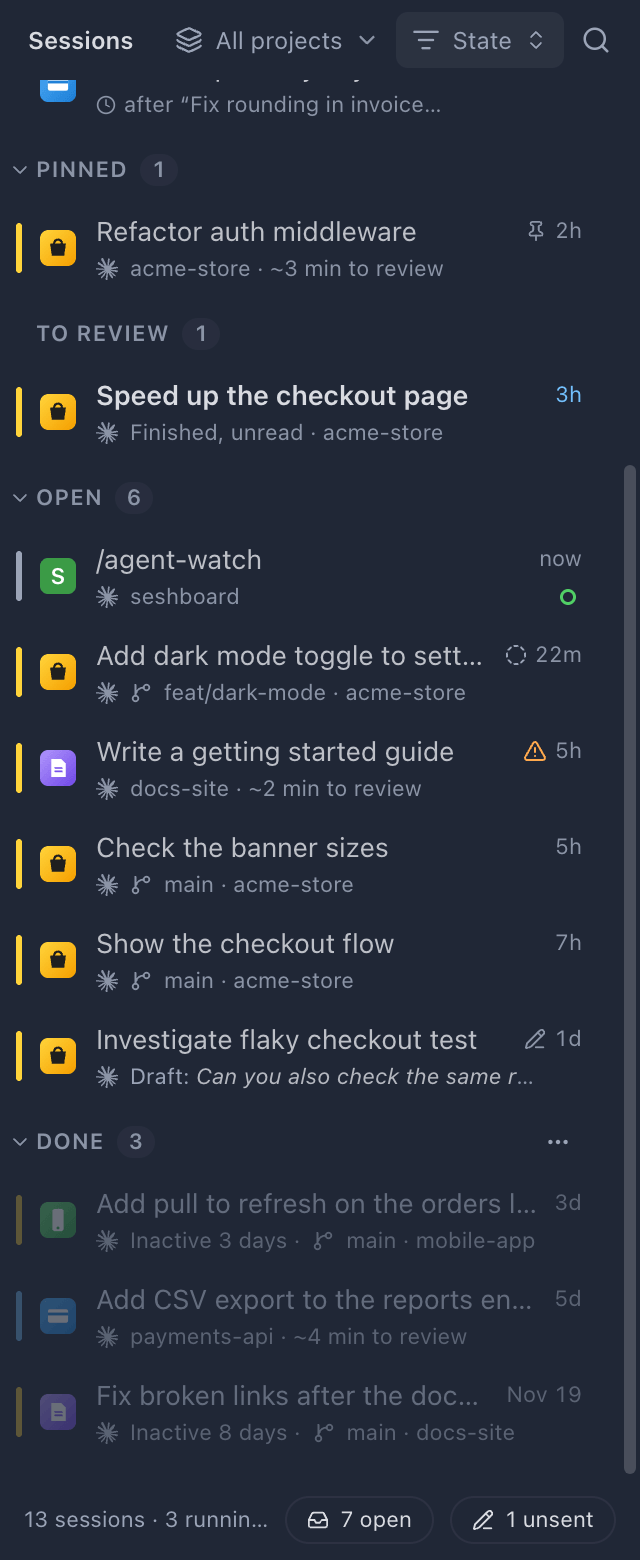 Sessions
All projects
State
after “Fix rounding in invoice…
PINNED 1
Refactor auth middleware 2h
acme-store · ~3 min to review
TO REVIEW 1
Speed up the checkout page 3h
Finished, unread · acme-store
OPEN 6
/agent-watch now
S
seshboard
Add dark mode toggle to sett… 22m
feat/dark-mode · acme-store
Write a getting started guide 5h
docs-site · ~2 min to review
Check the banner sizes 5h
main · acme-store
Show the checkout flow 7h
main · acme-store
Investigate flaky checkout test 1d
Draft: Can you also check the same r…
DONE 3
Add pull to refresh on the orders l… 3d
Inactive 3 days · main · mobile-app
Add CSV export to the reports en… 5d
payments-api · ~4 min to review
Fix broken links after the doc… Nov 19
Inactive 8 days · main · docs-site
13 sessions · 3 runnin… 7 open 1 unsent